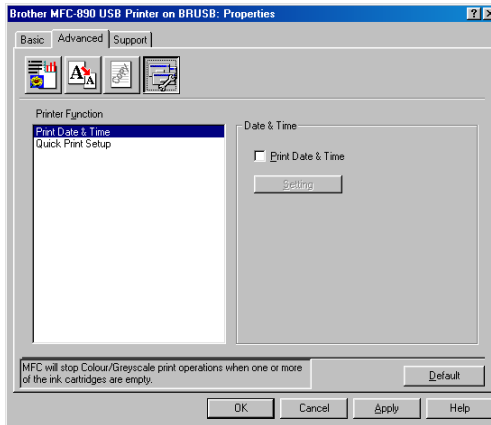 Brother MFC-890 USB Printer on BRUSB: Properties
Basic Advanced Support
Printer Function
Print Date & Time
Quick Print Setup
Date & Time
Print Date & Time
Setting
MFC will stop Colour/Greyscale print operations when one or more
of the ink cartridges are empty.
Default
OK Cancel Apply Help